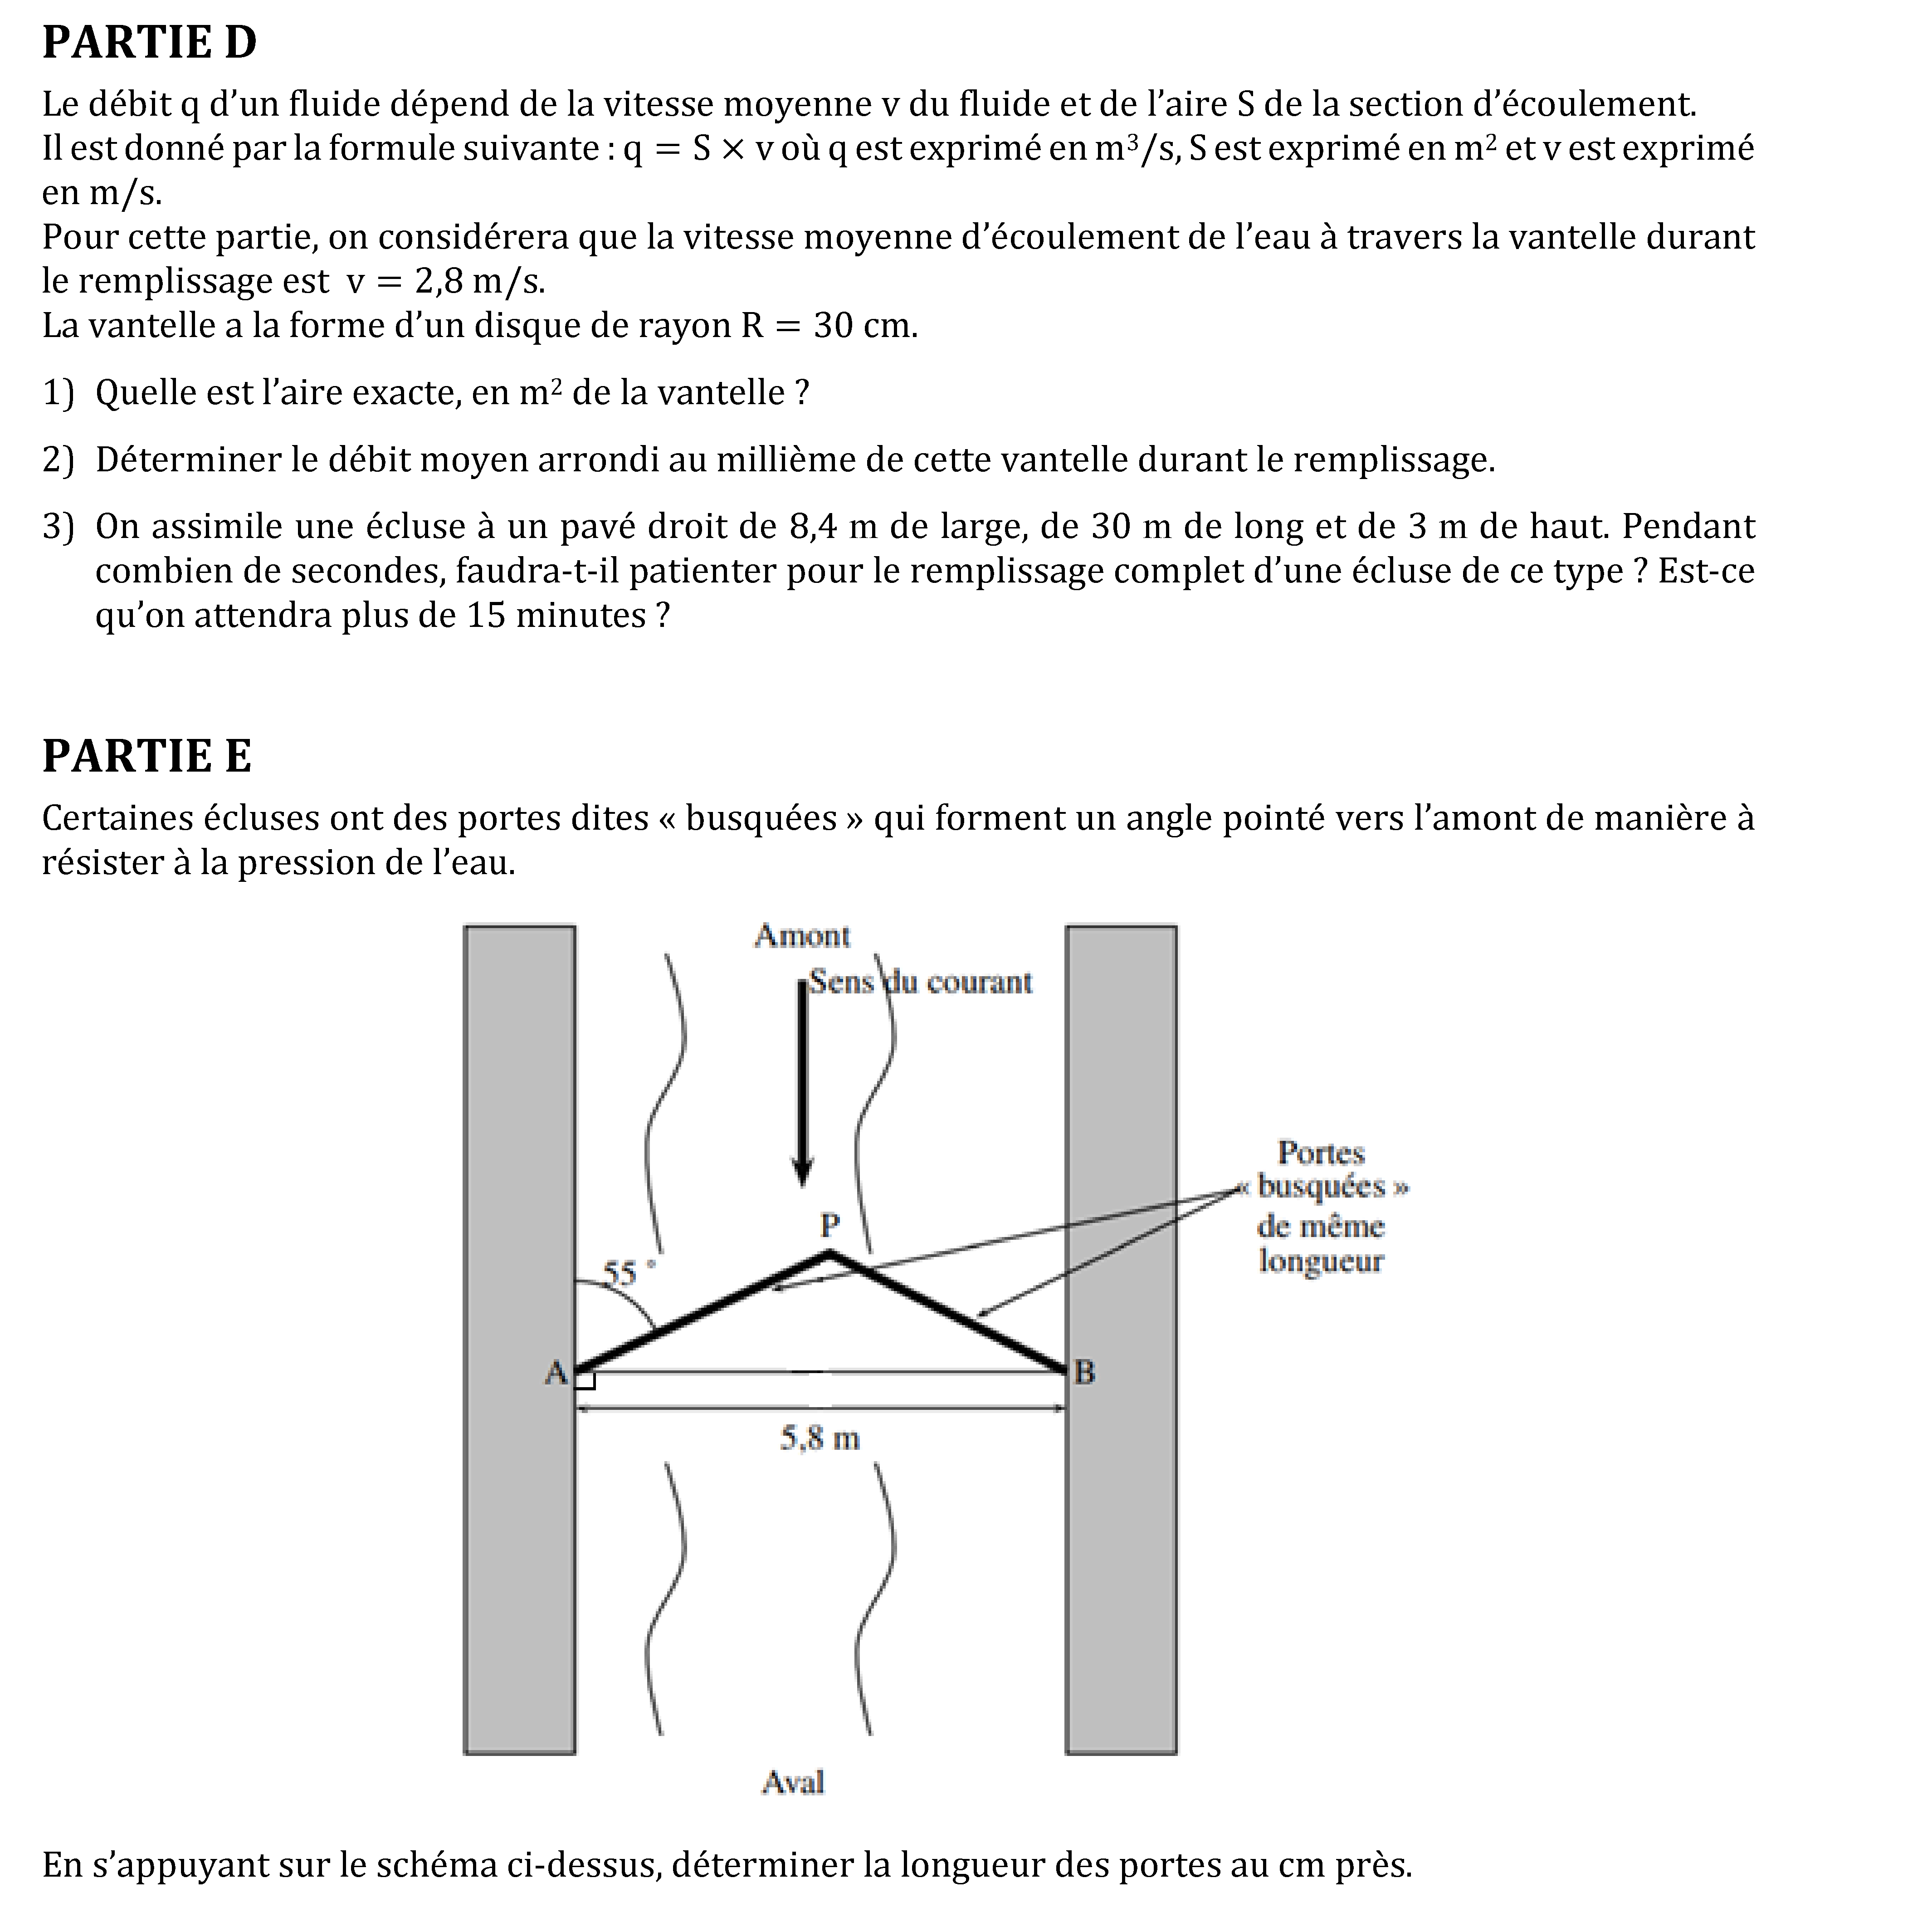 PARTIE D
Le débit q d’un fluide dépend de la vitesse moyenne v du fluide et de l’aire S de la section d’écoulement.
Il est donné par la formule suivante : q = S × v où q est exprimé en m³/s, S est exprimé en m² et v est exprimé
en m/s.
Pour cette partie, on considérera que la vitesse moyenne d’écoulement de l’eau à travers la vantelle durant
le remplissage est v = 2,8 m/s.
La vantelle a la forme d’un disque de rayon R = 30 cm.
1) Quelle est l’aire exacte, en m² de la vantelle ?
2) Déterminer le débit moyen arrondi au millième de cette vantelle durant le remplissage.
3) On assimile une écluse à un pavé droit de 8,4 m de large, de 30 m de long et de 3 m de haut. Pendant
combien de secondes, faudra-t-il patienter pour le remplissage complet d’une écluse de ce type ? Est-ce
qu’on attendra plus de 15 minutes ?
PARTIE E
Certaines écluses ont des portes dites « busquées » qui forment un angle pointé vers l’amont de manière à
résister à la pression de l’eau.
Amont
Sens du courant
Portes
« busquées »
de même
longueur
P
55 °
A
B
5,8 m
Aval
En s’appuyant sur le schéma ci-dessus, déterminer la longueur des portes au cm près.